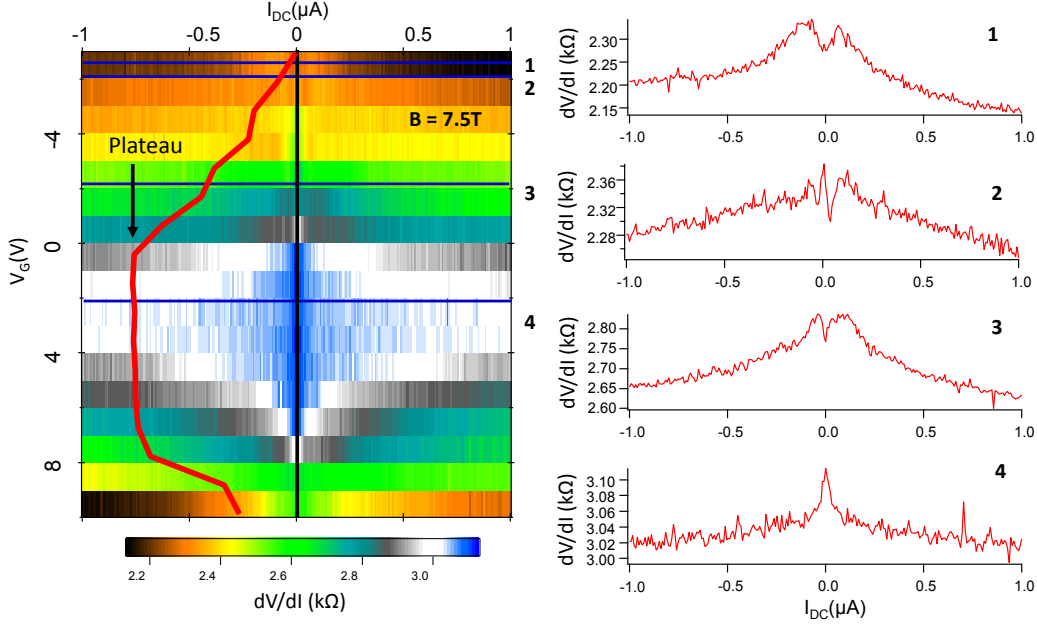 I_DC(μA)
-1 -0.5 0 0.5 1
1
2
B = 7.5T
-4
Plateau
3
0
V_G(V)
4
4
8
2.2 2.4 2.6 2.8 3.0
dV/dI (kΩ)
1
dV/dI (kΩ)
2.30
2.25
2.20
2.15
-1.0 -0.5 0.0 0.5 1.0
2
dV/dI (kΩ)
2.36
2.32
2.28
-1.0 -0.5 0.0 0.5 1.0
3
dV/dI (kΩ)
2.80
2.75
2.70
2.65
2.60
-1.0 -0.5 0.0 0.5 1.0
4
dV/dI (kΩ)
3.10
3.08
3.06
3.04
3.02
3.00
-1.0 -0.5 0.0 0.5 1.0
I_DC(μA)